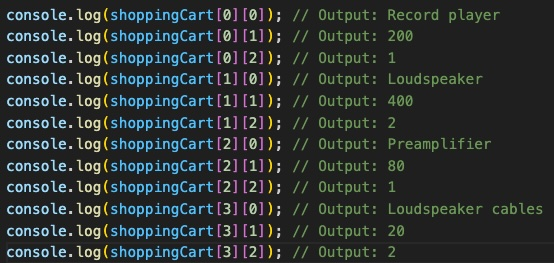 console.log(shoppingCart[0][0]); // Output: Record player
console.log(shoppingCart[0][1]); // Output: 200
console.log(shoppingCart[0][2]); // Output: 1
console.log(shoppingCart[1][0]); // Output: Loudspeaker
console.log(shoppingCart[1][1]); // Output: 400
console.log(shoppingCart[1][2]); // Output: 2
console.log(shoppingCart[2][0]); // Output: Preamplifier
console.log(shoppingCart[2][1]); // Output: 80
console.log(shoppingCart[2][2]); // Output: 1
console.log(shoppingCart[3][0]); // Output: Loudspeaker cables
console.log(shoppingCart[3][1]); // Output: 20
console.log(shoppingCart[3][2]); // Output: 2